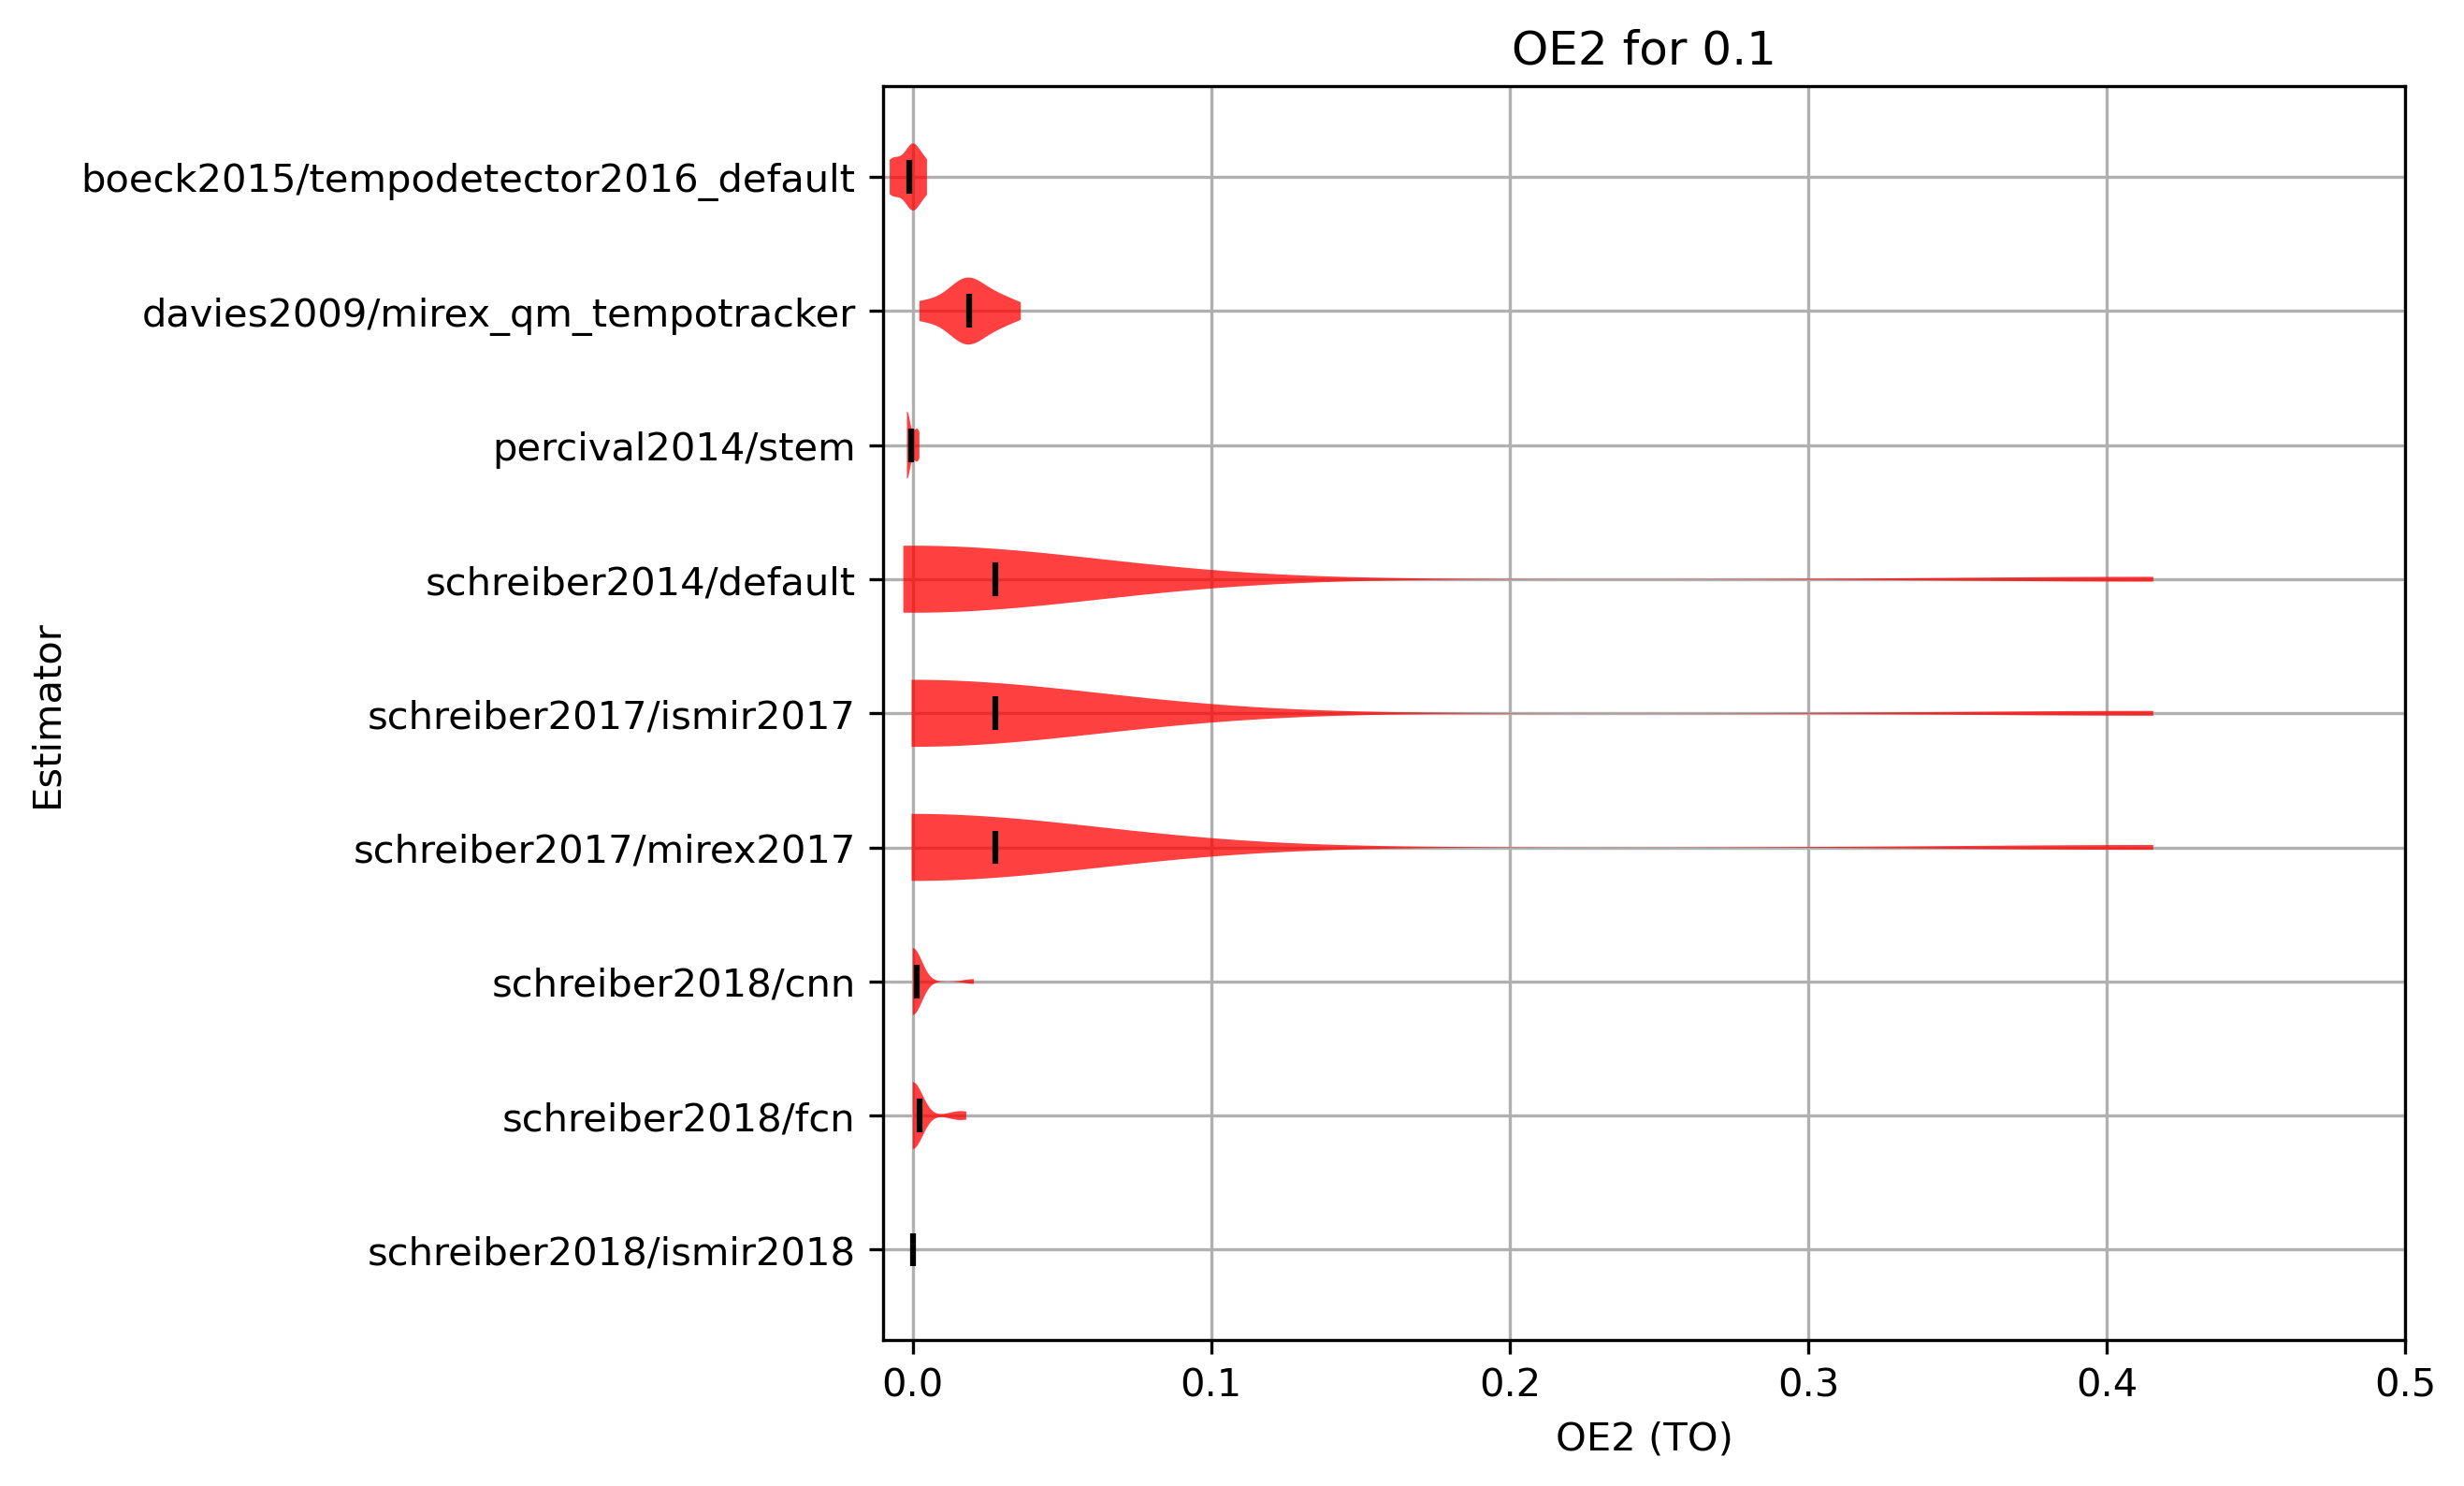 OE2 for 0.1
boeck2015/tempodetector2016_default
davies2009/mirex_qm_tempotracker
percival2014/stem
schreiber2014/default
schreiber2017/ismir2017
schreiber2017/mirex2017
schreiber2018/cnn
schreiber2018/fcn
schreiber2018/ismir2018
Estimator
0.0 0.1 0.2 0.3 0.4 0.5
OE2 (TO)